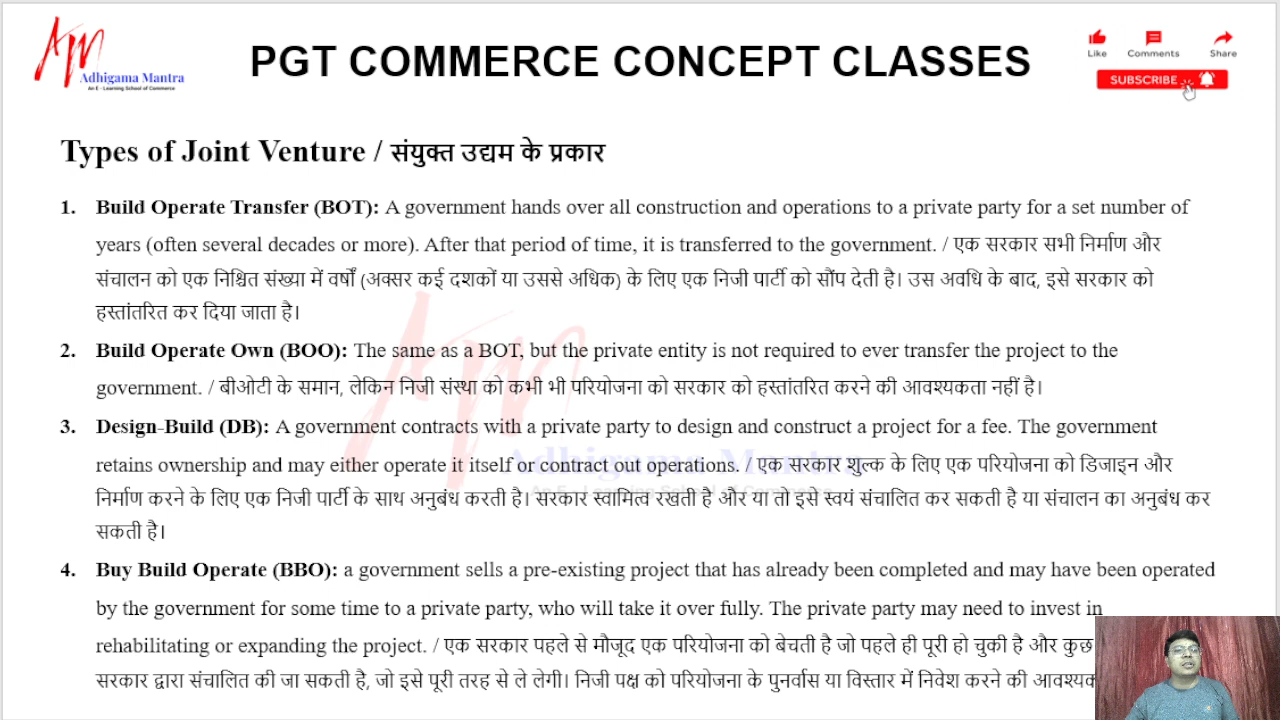 Adhigama Mantra
An E - Learning School of Commerce
PGT COMMERCE CONCEPT CLASSES
Like Comments Share
SUBSCRIBE
Types of Joint Venture / संयुक्त उद्यम के प्रकार
1. Build Operate Transfer (BOT): A government hands over all construction and operations to a private party for a set number of
years (often several decades or more). After that period of time, it is transferred to the government. / एक सरकार सभी निर्माण और
संचालन को एक निश्चित संख्या में वर्षों (अक्सर कई दशकों या उससे अधिक) के लिए एक निजी पार्टी को सौंप देती है। उस अवधि के बाद, इसे सरकार को
हस्तांतरित कर दिया जाता है।
2. Build Operate Own (BOO): The same as a BOT, but the private entity is not required to ever transfer the project to the
government. / बीओटी के समान, लेकिन निजी संस्था को कभी भी परियोजना को सरकार को हस्तांतरित करने की आवश्यकता नहीं है।
3. Design-Build (DB): A government contracts with a private party to design and construct a project for a fee. The government
retains ownership and may either operate it itself or contract out operations. / एक सरकार शुल्क के लिए एक परियोजना को डिजाइन और
निर्माण करने के लिए एक निजी पार्टी के साथ अनुबंध करती है। सरकार स्वामित्व रखती है और या तो इसे स्वयं संचालित कर सकती है या संचालन का अनुबंध कर
सकती है।
4. Buy Build Operate (BBO): a government sells a pre-existing project that has already been completed and may have been operated
by the government for some time to a private party, who will take it over fully. The private party may need to invest in
rehabilitating or expanding the project. / एक सरकार पहले से मौजूद एक परियोजना को बेचती है जो पहले ही पूरी हो चुकी है और कुछ
सरकार द्वारा संचालित की जा सकती है, जो इसे पूरी तरह से ले लेगी। निजी पक्ष को परियोजना के पुनर्वास या विस्तार में निवेश करने की